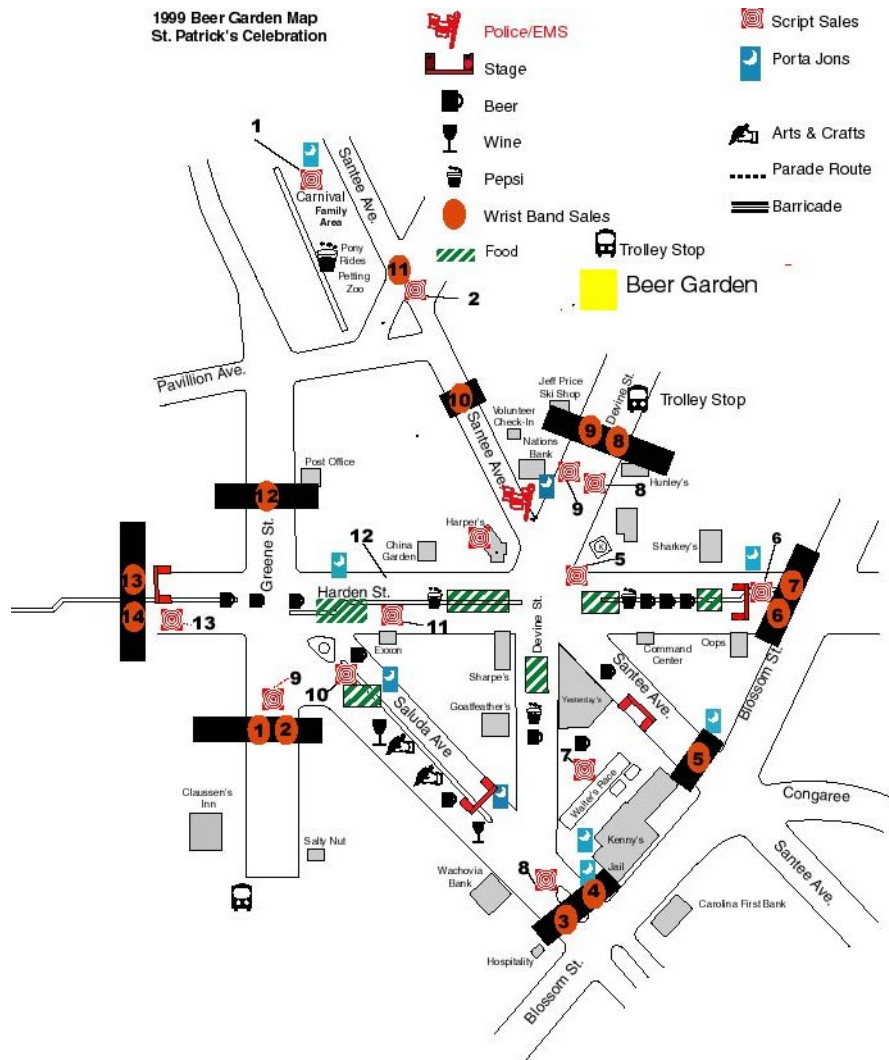 1999 Beer Garden Map
St. Patrick's Celebration
Police/EMS
Stage
Beer
Wine
Pepsi
Wrist Band Sales
Food
Script Sales
Porta Jons
Arts & Crafts
Parade Route
Barricade
Trolley Stop
Beer Garden
1
Santee Ave.
Carnival
Family
Area
Pony
Rides
Petting
Zoo
11
2
Pavillion Ave.
10
Santee Ave.
Jeff Price
Ski Shop
Devine St.
Trolley Stop
Volunteer
Check-In
Nations
Bank
9
8
Hunley's
8
9
Post Office
12
Greene St.
Harper's
China
Garden
12
K
5
Sharkey's
6
7
6
13
14
13
Harden St.
11
Exxon
Devine St.
Command
Center
Oops
Blossom St.
Santee Ave.
9
10
Sharpe's
Yesterday's
Goatfeather's
Saluda Ave
1
2
5
7
Waiter's Race
Congaree
Santee Ave.
Claussen's
Inn
Salty Nut
Kenny's
Jail
Wachovia
Bank
8
4
3
Carolina First Bank
Hospitality
Blossom St.